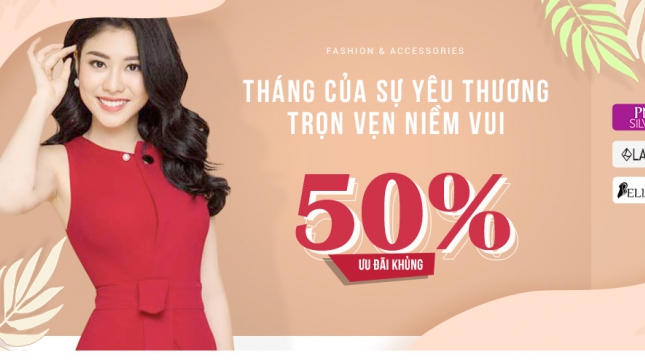 FASHION & ACCESSORIES
THÁNG CỦA SỰ YÊU THƯƠNG
TRỌN VẸN NIỀM VUI
50%
ƯU ĐÃI KHỦNG